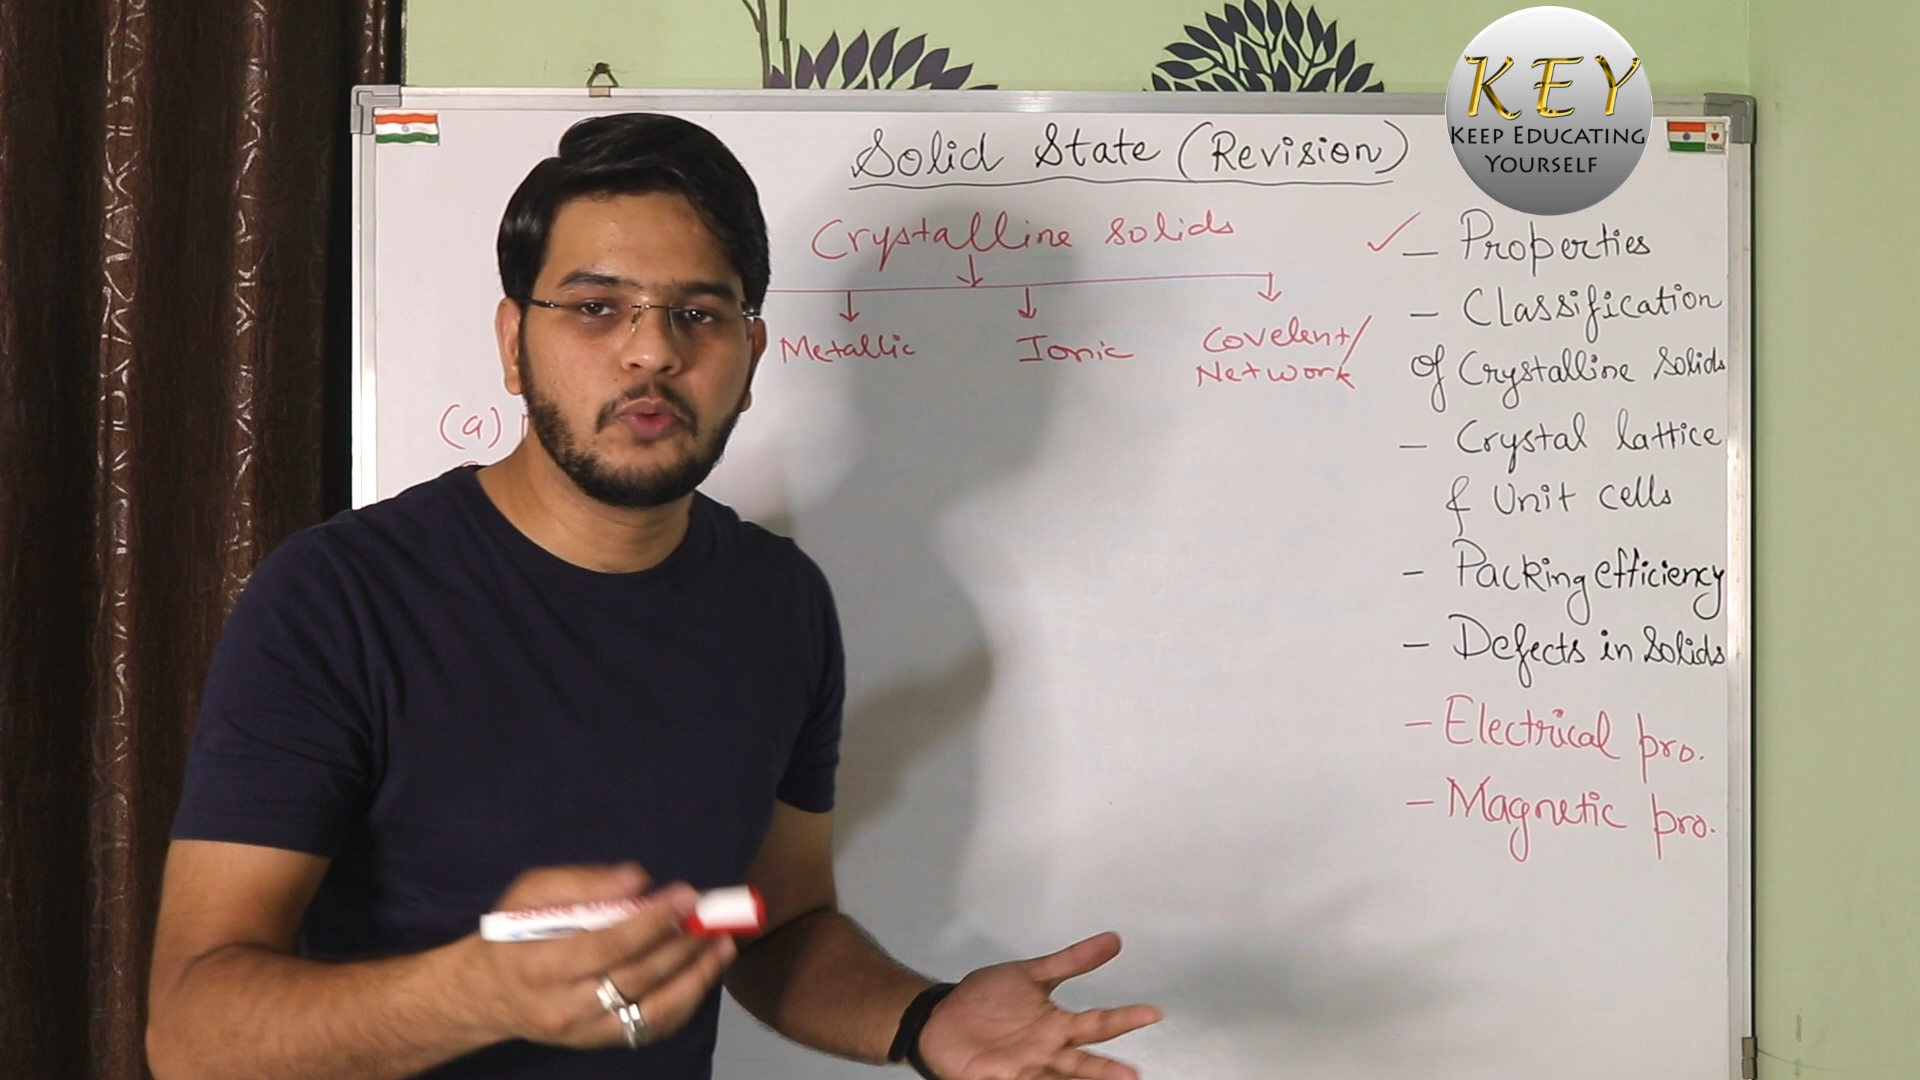 Solid State (Revision)
KEY
KEEP EDUCATING
YOURSELF
Crystalline solids
Metallic
Ionic
Covelent/
Network
(a)
– Properties
– Classification
of Crystalline Solids
– Crystal lattice
& Unit cells
– Packing efficiency
– Defects in Solids
– Electrical pro.
– Magnetic pro.